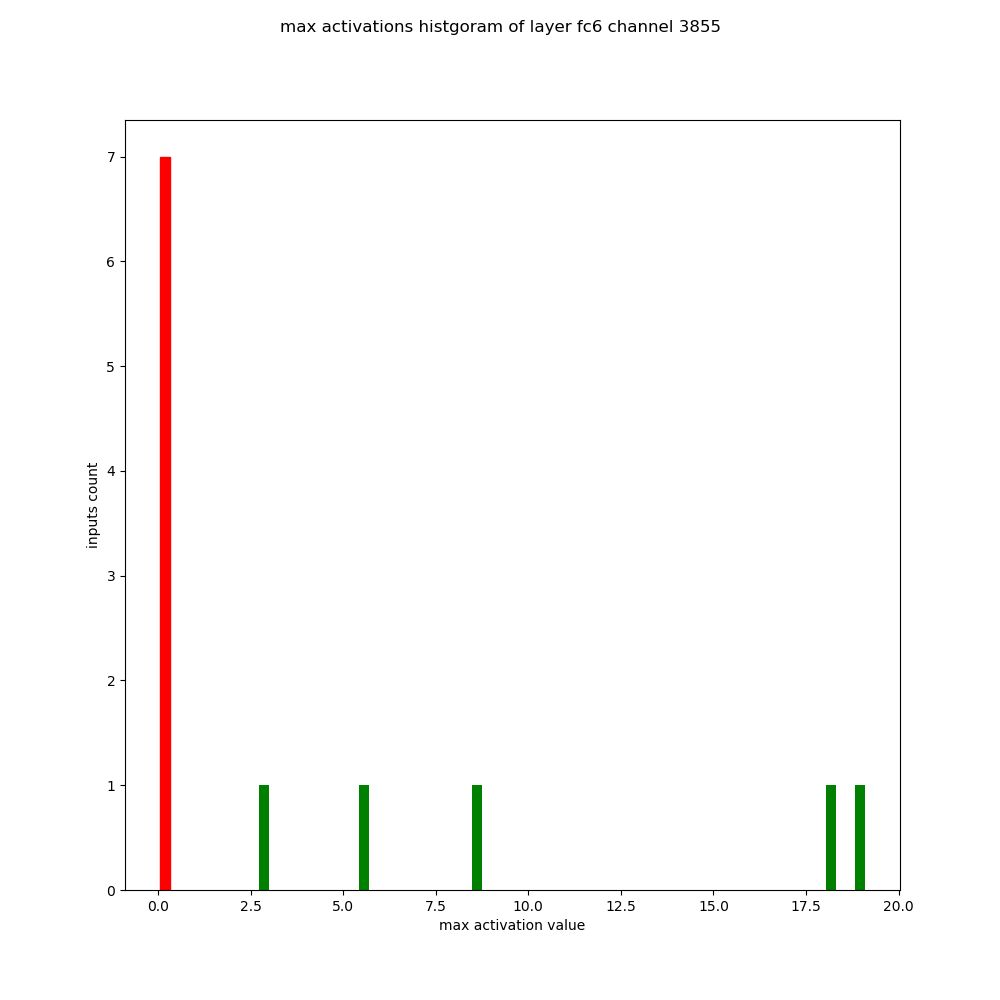 max activations histgoram of layer fc6 channel 3855
7
6
5
4
3
2
1
0
inputs count
0.0 2.5 5.0 7.5 10.0 12.5 15.0 17.5 20.0
max activation value